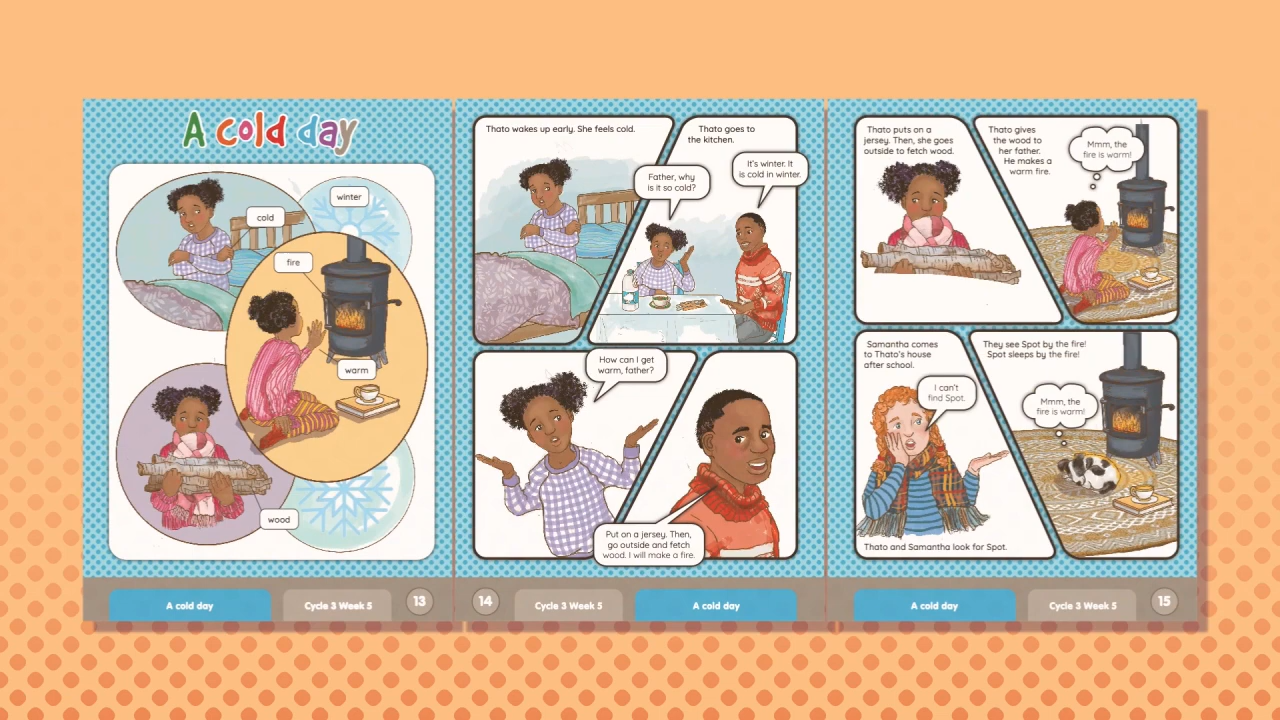 A cold day
winter
cold
fire
warm
wood
A cold day
Cycle 3 Week 5
13
Thato wakes up early. She feels cold.
Thato goes to
the kitchen.
Father, why
is it so cold?
It's winter. It
is cold in winter.
How can I get
warm, father?
Put on a jersey. Then,
go outside and fetch
wood. I will make a fire.
14
Cycle 3 Week 5
A cold day
Thato puts on a
jersey. Then, she goes
outside to fetch wood.
Thato gives
the wood to
her father.
He makes a
warm fire.
Mmm, the
fire is warm!
Samantha comes
to Thato's house
after school.
I can't
find Spot.
Thato and Samantha look for Spot.
They see Spot by the fire!
Spot sleeps by the fire!
Mmm, the
fire is warm!
A cold day
Cycle 3 Week 5
15